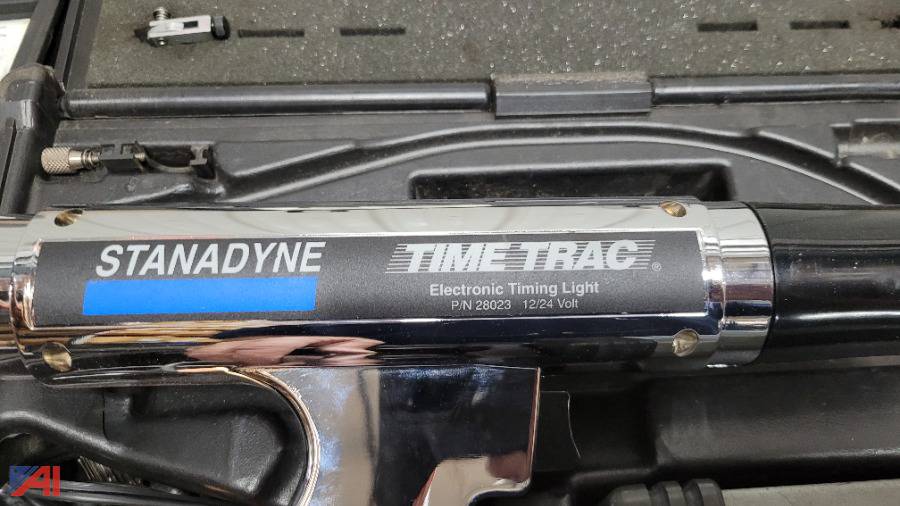 STANADYNE
TIME TRAC®
Electronic Timing Light
P/N 28023 12/24 Volt
AI